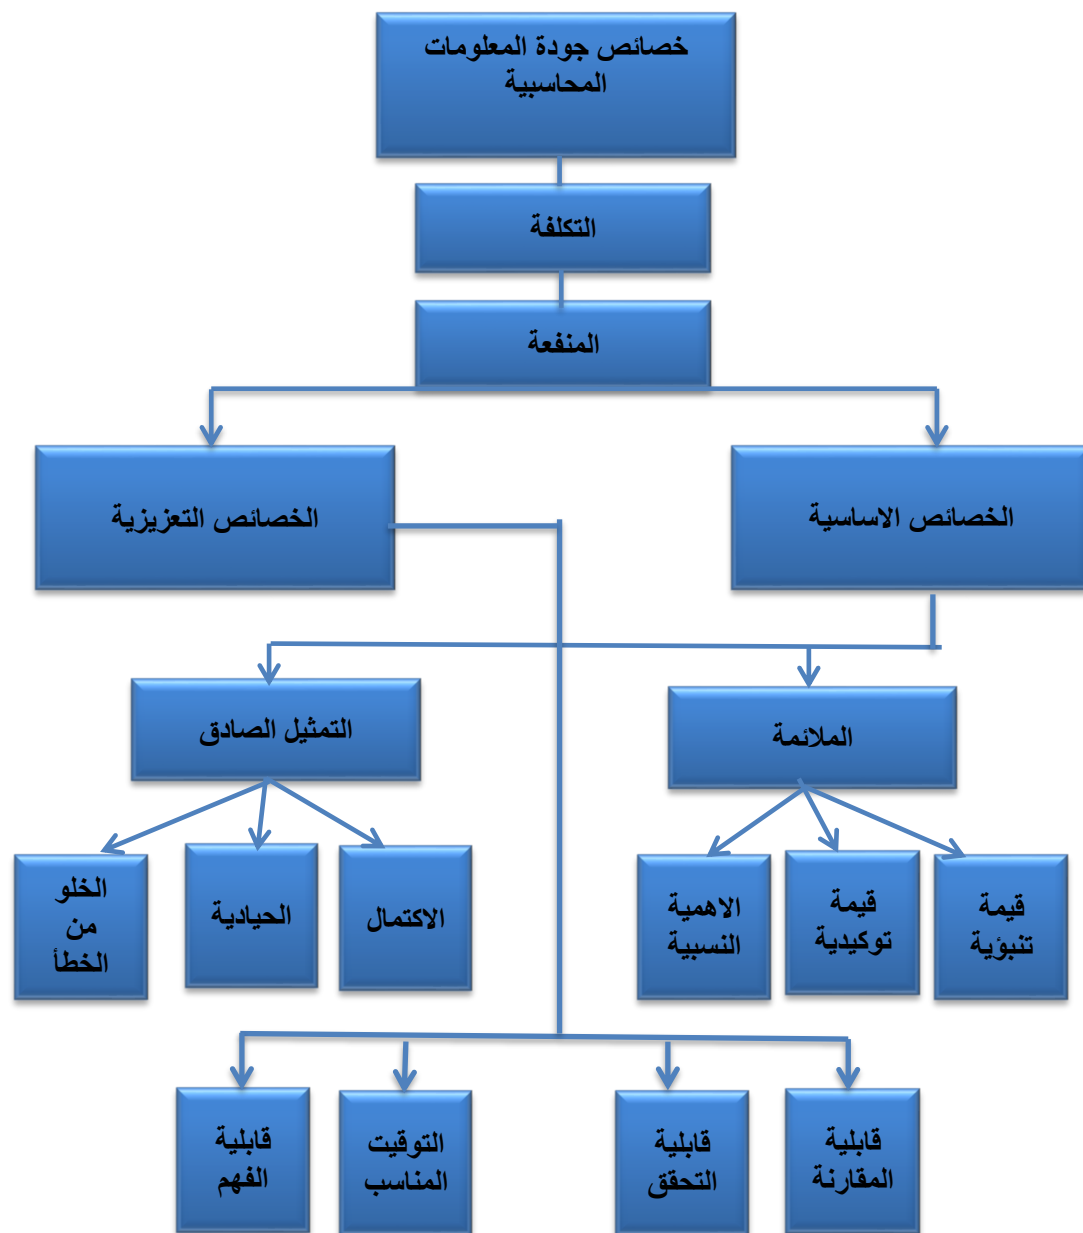 خصائص جودة المعلومات
المحاسبية
التكلفة
المنفعة
الخصائص الاساسية
الخصائص التعزيزية
الملائمة
التمثيل الصادق
قيمة
تنبؤية
قيمة
توكيدية
الاهمية
النسبية
الاكتمال
الحيادية
الخلو
من
الخطأ
قابلية
المقارنة
قابلية
التحقق
التوقيت
المناسب
قابلية
الفهم